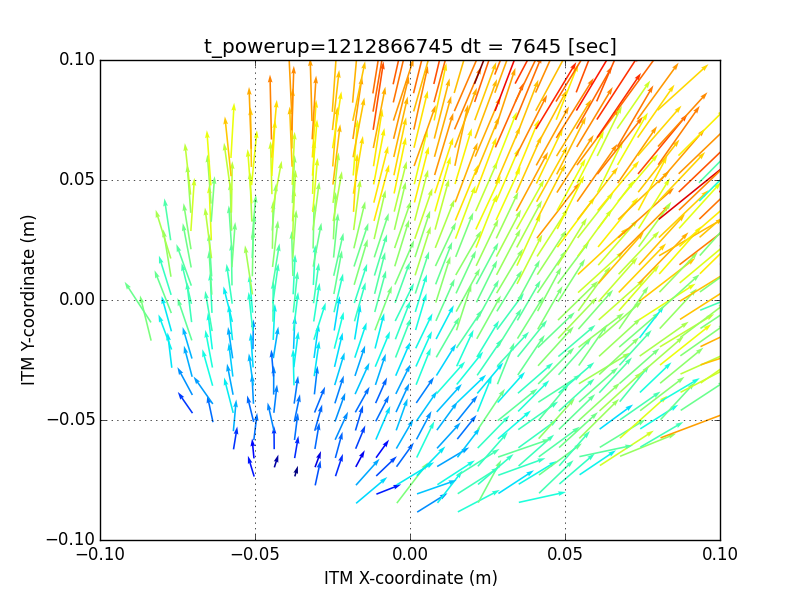 t_powerup=1212866745 dt = 7645 [sec]
0.10
0.05
0.00
−0.05
−0.10
ITM Y-coordinate (m)
−0.10 −0.05 0.00 0.05 0.10
ITM X-coordinate (m)